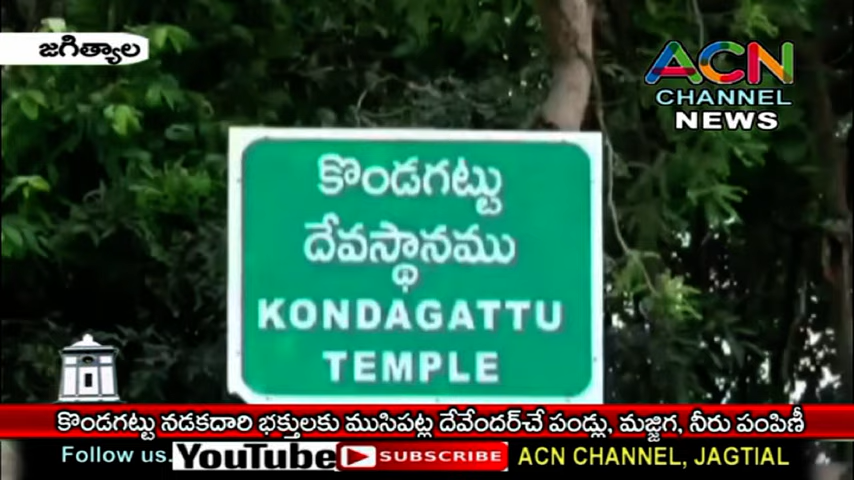 జగిత్యాల
ACN
CHANNEL
NEWS
కొండగట్టు
దేవస్థానము
KONDAGATTU
TEMPLE
కొండగట్టు నడకదారి భక్తులకు ముసిపట్ల దేవేందర్‌చే పండ్లు, మజ్జిగ, నీరు పంపిణీ
Follow us. YouTube SUBSCRIBE ACN CHANNEL, JAGTIAL